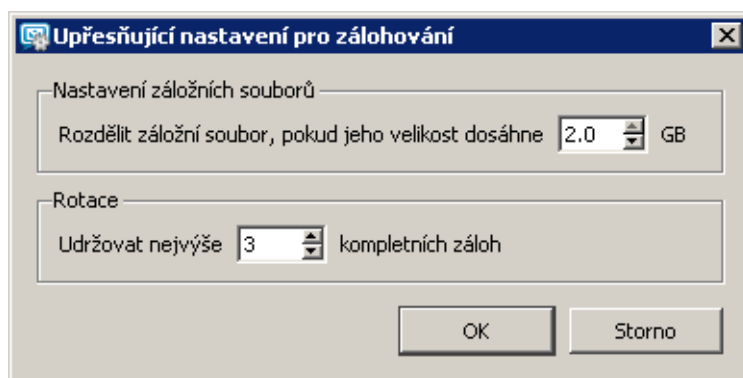 Upřesňující nastavení pro zálohování
Nastavení záložních souborů
Rozdělit záložní soubor, pokud jeho velikost dosáhne 2.0 GB
Rotace
Udržovat nejvýše 3 kompletních záloh
OK Storno